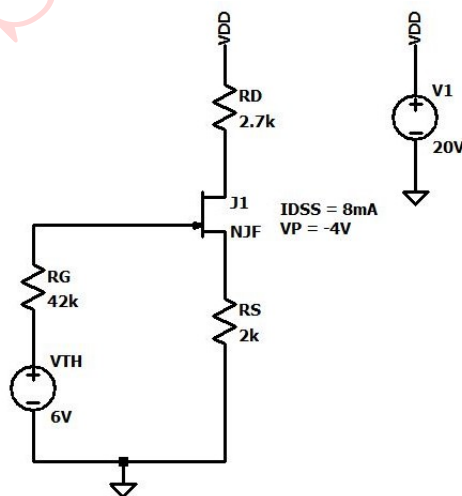 VDD
VDD
RD
2.7k
V1
20V
J1
NJF
IDSS = 8mA
VP = -4V
RG
42k
RS
2k
VTH
6V